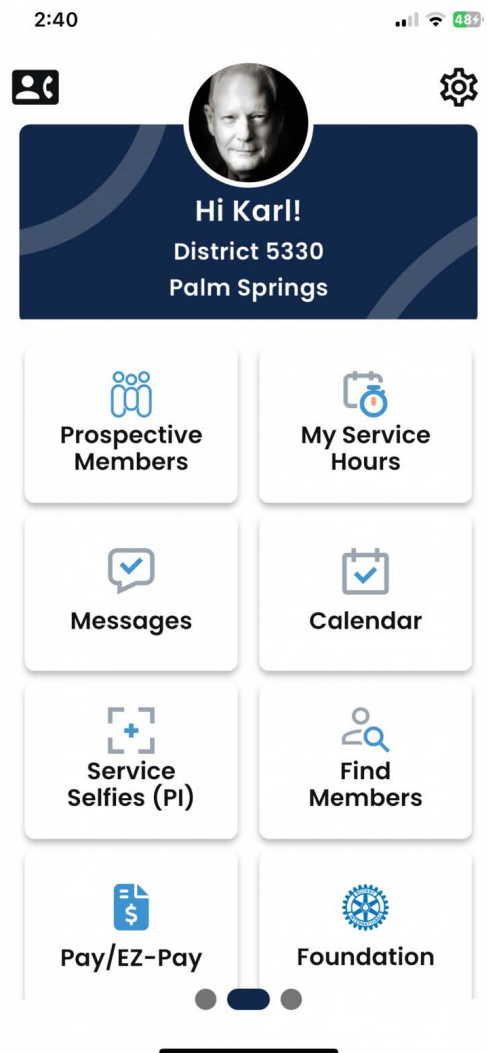 2:40
48
Hi Karl!
District 5330
Palm Springs
Prospective
Members
My Service
Hours
Messages
Calendar
Service
Selfies (PI)
Find
Members
Pay/EZ-Pay
Foundation